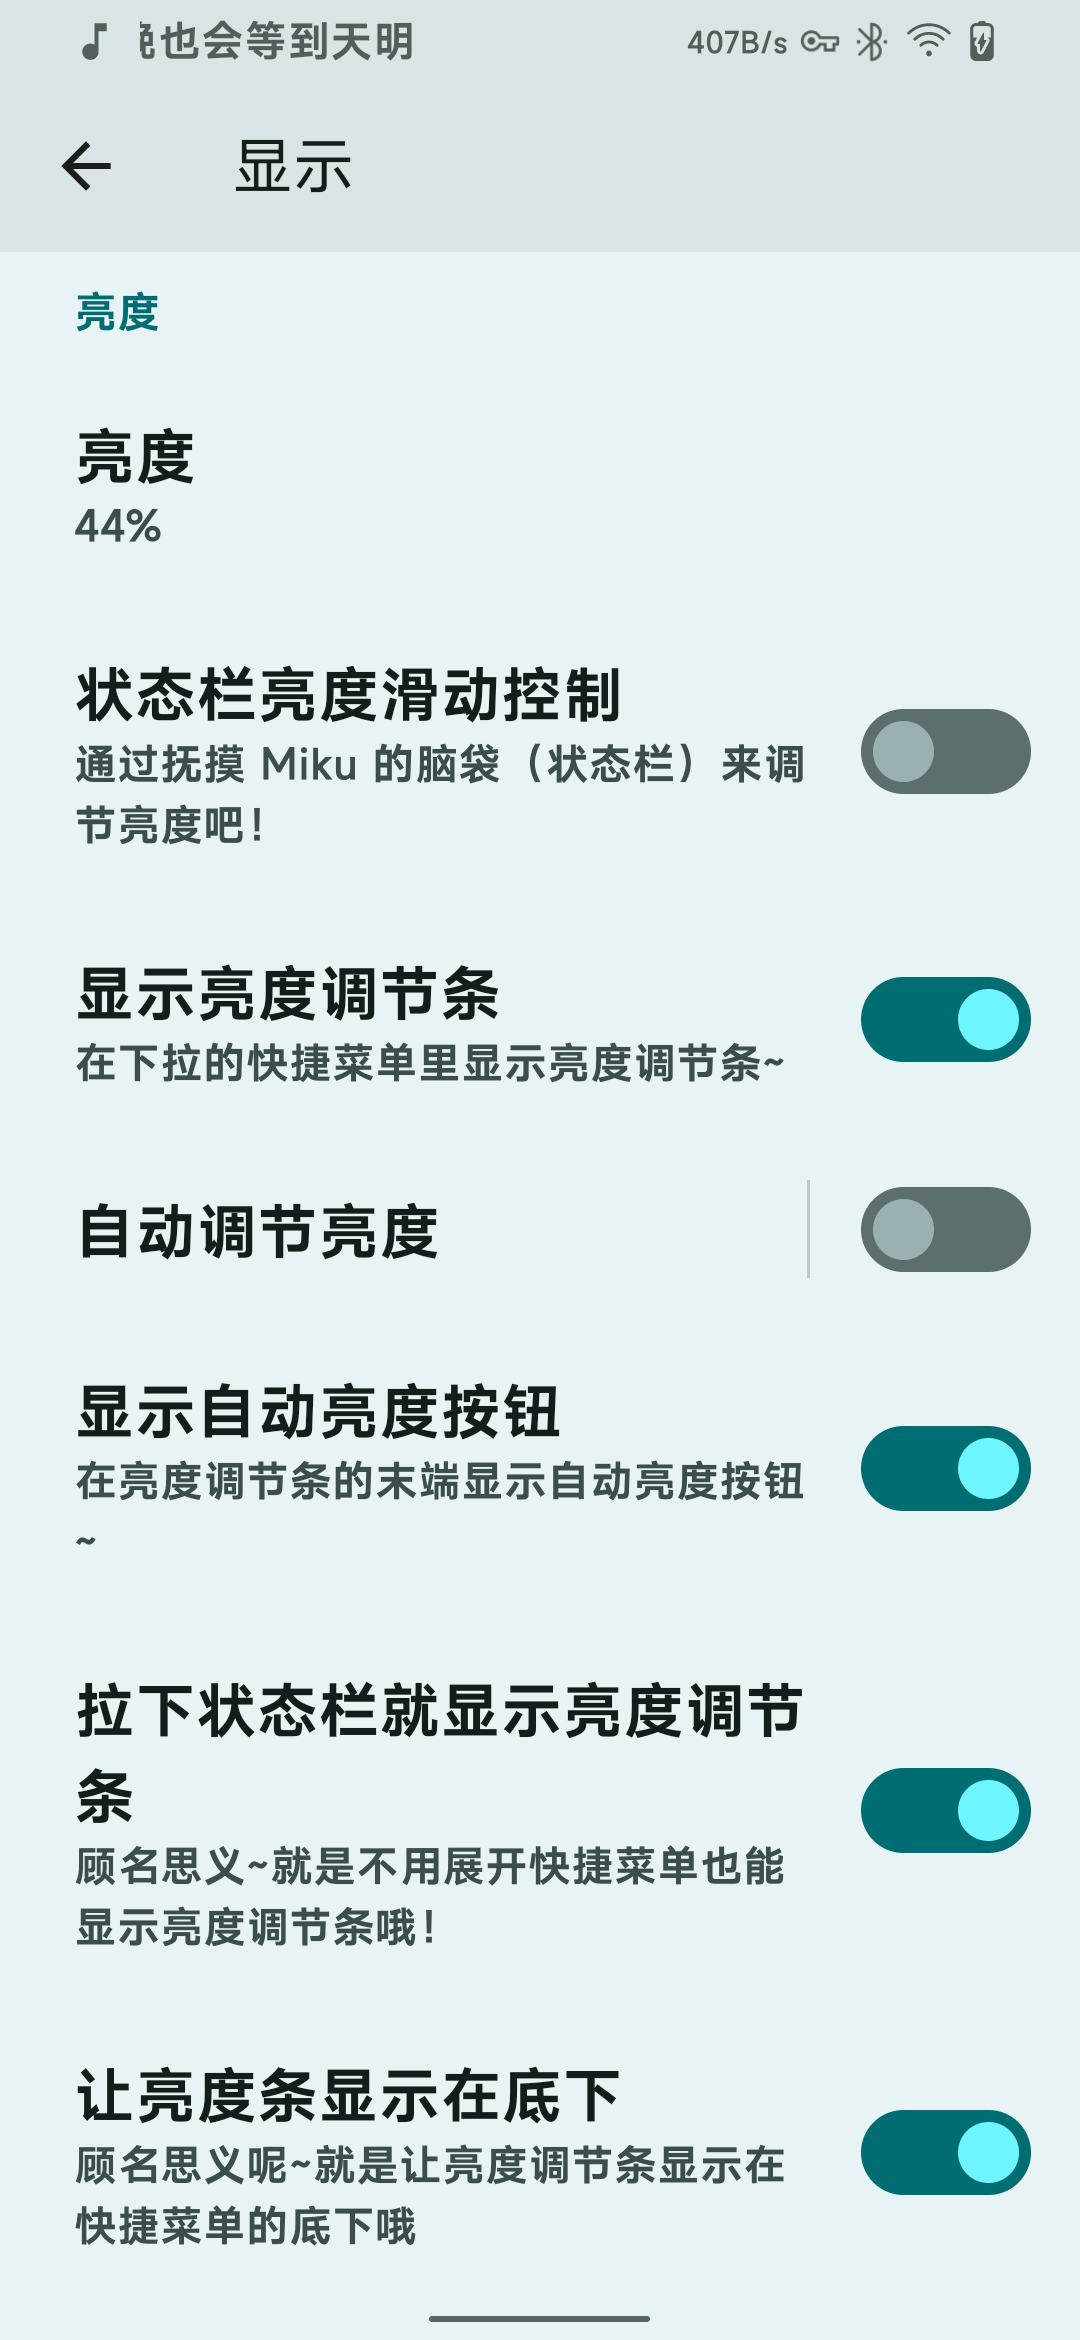 也会等到天明
407B/s
显示
亮度
亮度
44%
状态栏亮度滑动控制
通过抚摸 Miku 的脑袋（状态栏）来调
节亮度吧！
显示亮度调节条
在下拉的快捷菜单里显示亮度调节条~
自动调节亮度
显示自动亮度按钮
在亮度调节条的末端显示自动亮度按钮
~
拉下状态栏就显示亮度调节
条
顾名思义~就是不用展开快捷菜单也能
显示亮度调节条哦！
让亮度条显示在底下
顾名思义呢~就是让亮度调节条显示在
快捷菜单的底下哦